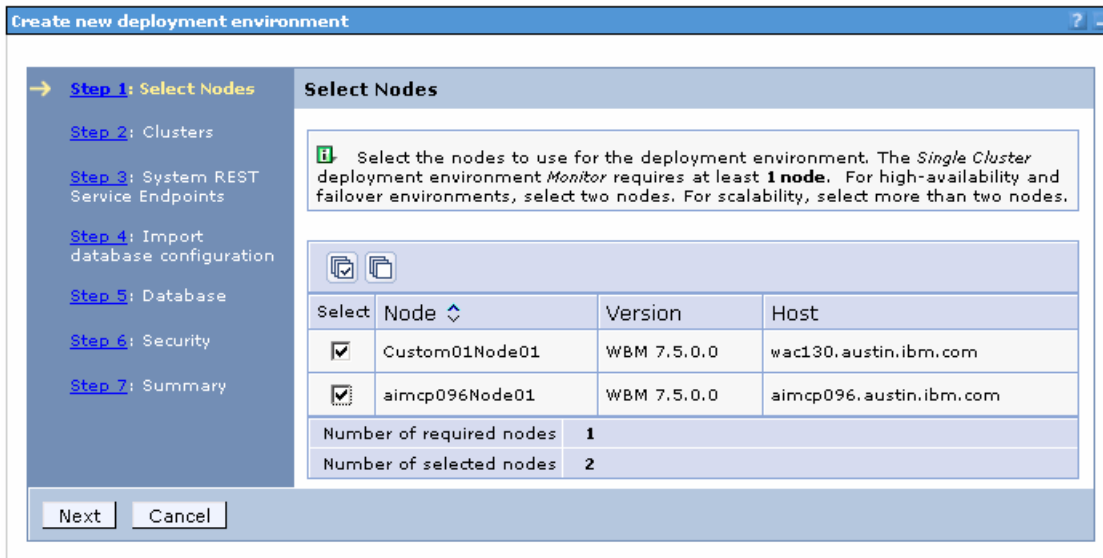 Create new deployment environment
?
Step 1: Select Nodes
Step 2: Clusters
Step 3: System REST
Service Endpoints
Step 4: Import
database configuration
Step 5: Database
Step 6: Security
Step 7: Summary
Select Nodes
Select the nodes to use for the deployment environment. The Single Cluster
deployment environment Monitor requires at least 1 node. For high-availability and
failover environments, select two nodes. For scalability, select more than two nodes.
Select Node Version Host
Custom01Node01 WBM 7.5.0.0 wac130.austin.ibm.com
aimcp096Node01 WBM 7.5.0.0 aimcp096.austin.ibm.com
Number of required nodes 1
Number of selected nodes 2
Next Cancel